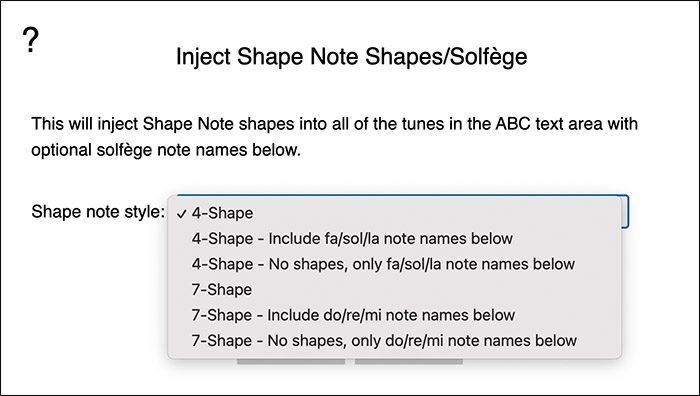 ?
Inject Shape Note Shapes/Solfège
This will inject Shape Note shapes into all of the tunes in the ABC text area with
optional solfège note names below.
Shape note style: ✓ 4-Shape
4-Shape - Include fa/sol/la note names below
4-Shape - No shapes, only fa/sol/la note names below
7-Shape
7-Shape - Include do/re/mi note names below
7-Shape - No shapes, only do/re/mi note names below